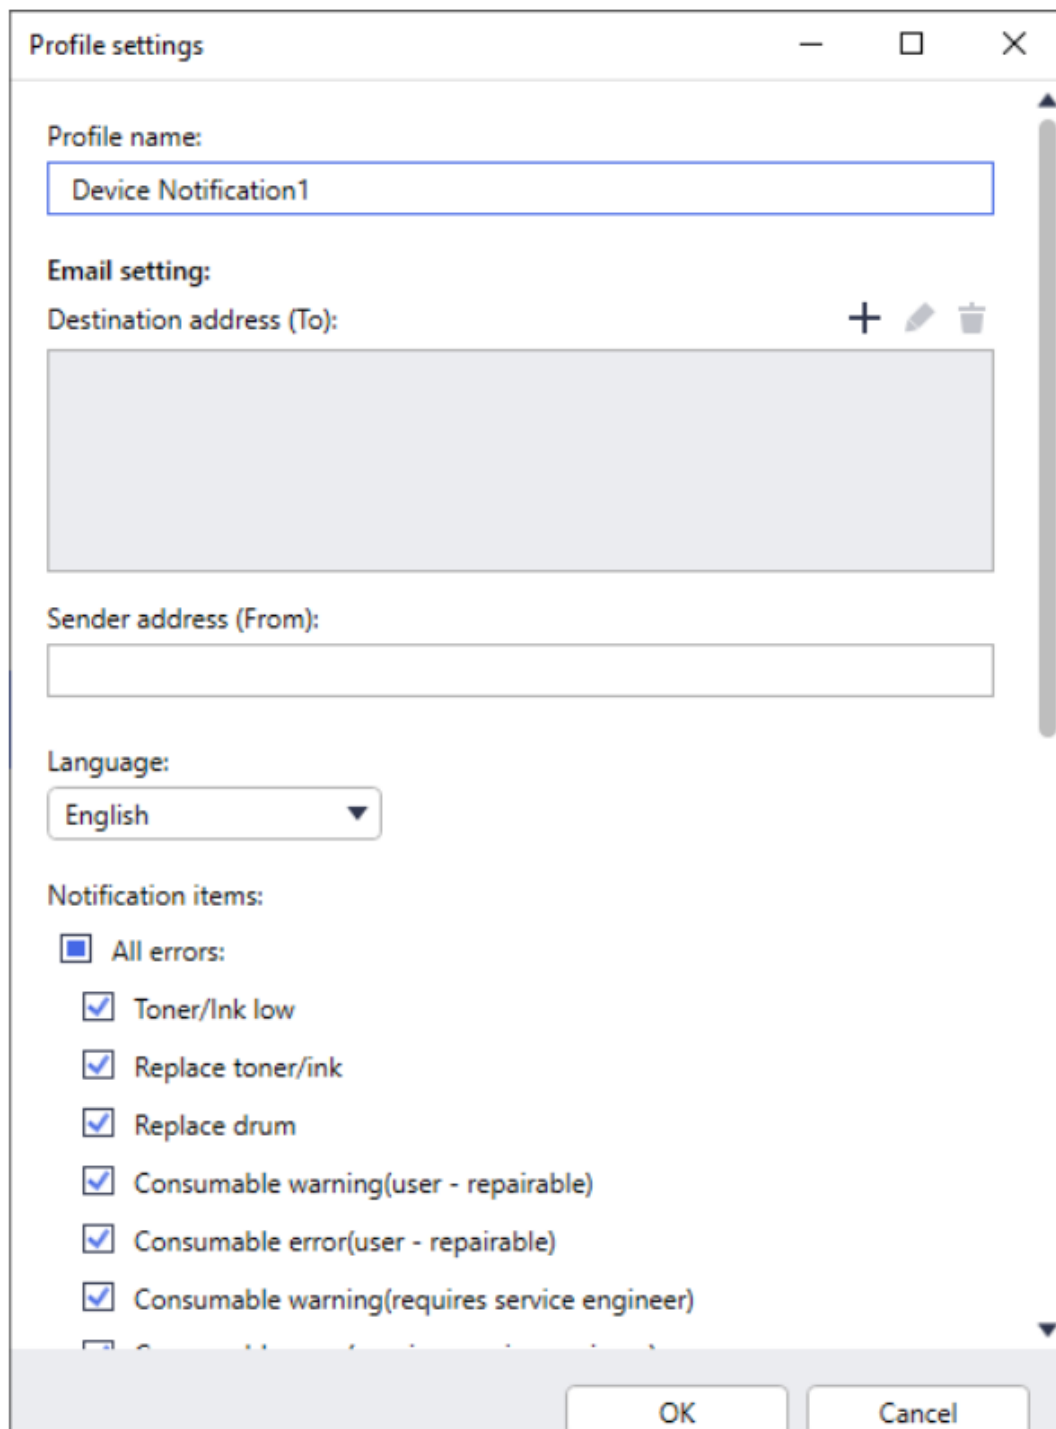 Profile settings
Profile name:
Device Notification1
Email setting:
Destination address (To):
Sender address (From):
Language:
English
Notification items:
All errors:
Toner/Ink low
Replace toner/ink
Replace drum
Consumable warning(user - repairable)
Consumable error(user - repairable)
Consumable warning(requires service engineer)
OK
Cancel